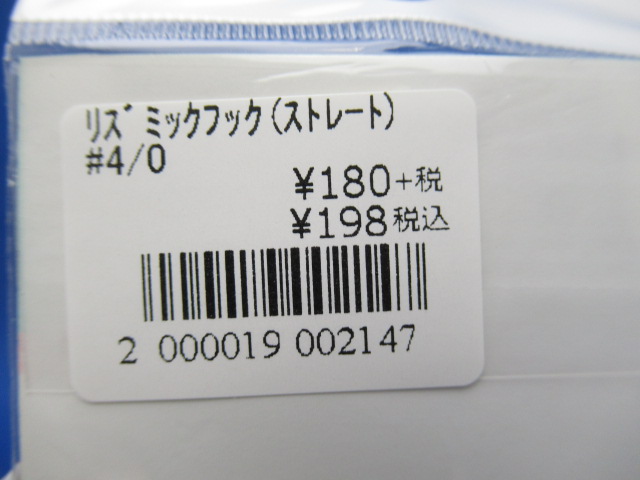 ﾘｽﾞﾐｯｸﾌｯｸ(ｽﾄﾚｰﾄ)
#4/0
¥180+税
¥198税込
2 000019 002147